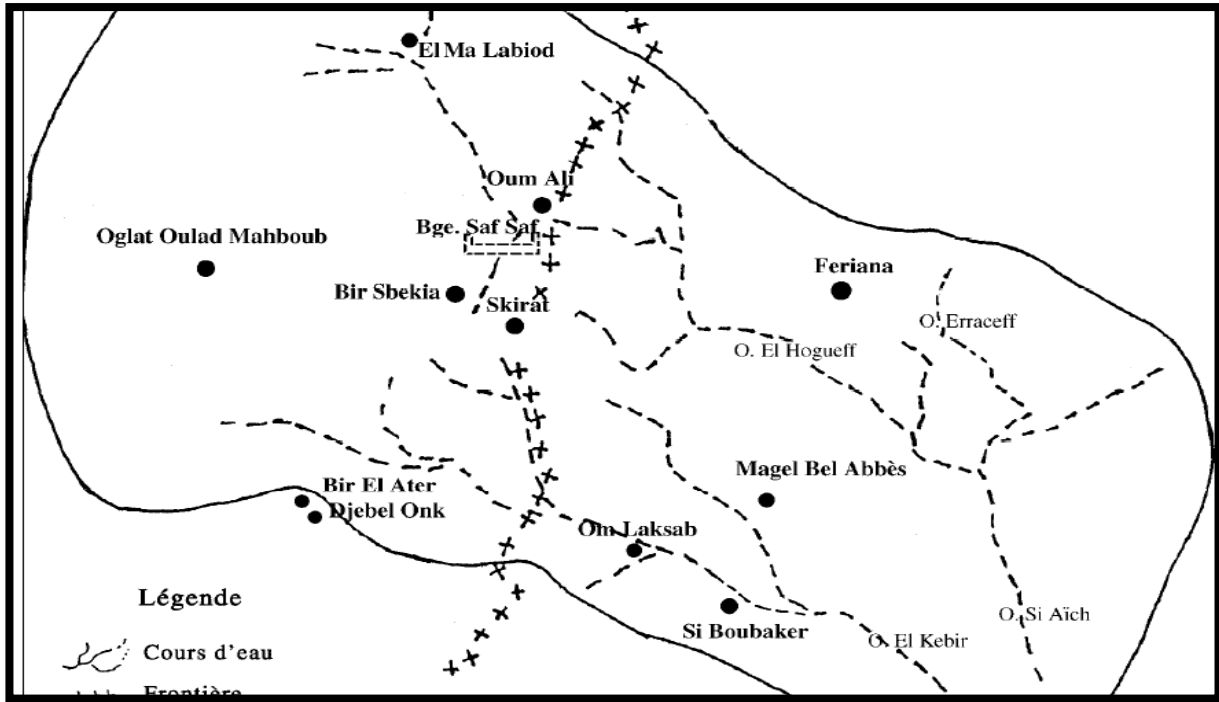 El Ma Labiod
Oum Ali
Bge. Saf Saf
Oglat Oulad Mahboub
Feriana
Bir Sbekia
Skirat
O. Erraceff
O. El Hogueff
Magel Bel Abbès
Bir El Ater
Djebel Onk
Om Laksab
Légende
O. Si Aïch
Si Boubaker
O. El Kebir
Cours d'eau
Frontière